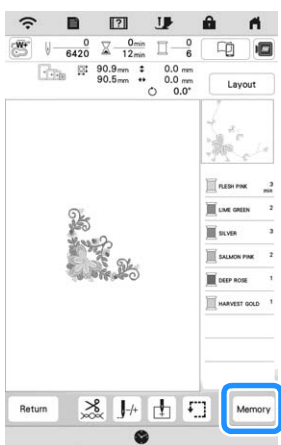 W+ 0 6420 0min 12min 0 6
90.9mm 0.0 mm
90.5mm 0.0 mm
0.0°
Layout
FLESH PINK 3 min
LIME GREEN 2
SILVER 3
SALMON PINK 2
DEEP ROSE 1
HARVEST GOLD 1
Return -/+ Memory